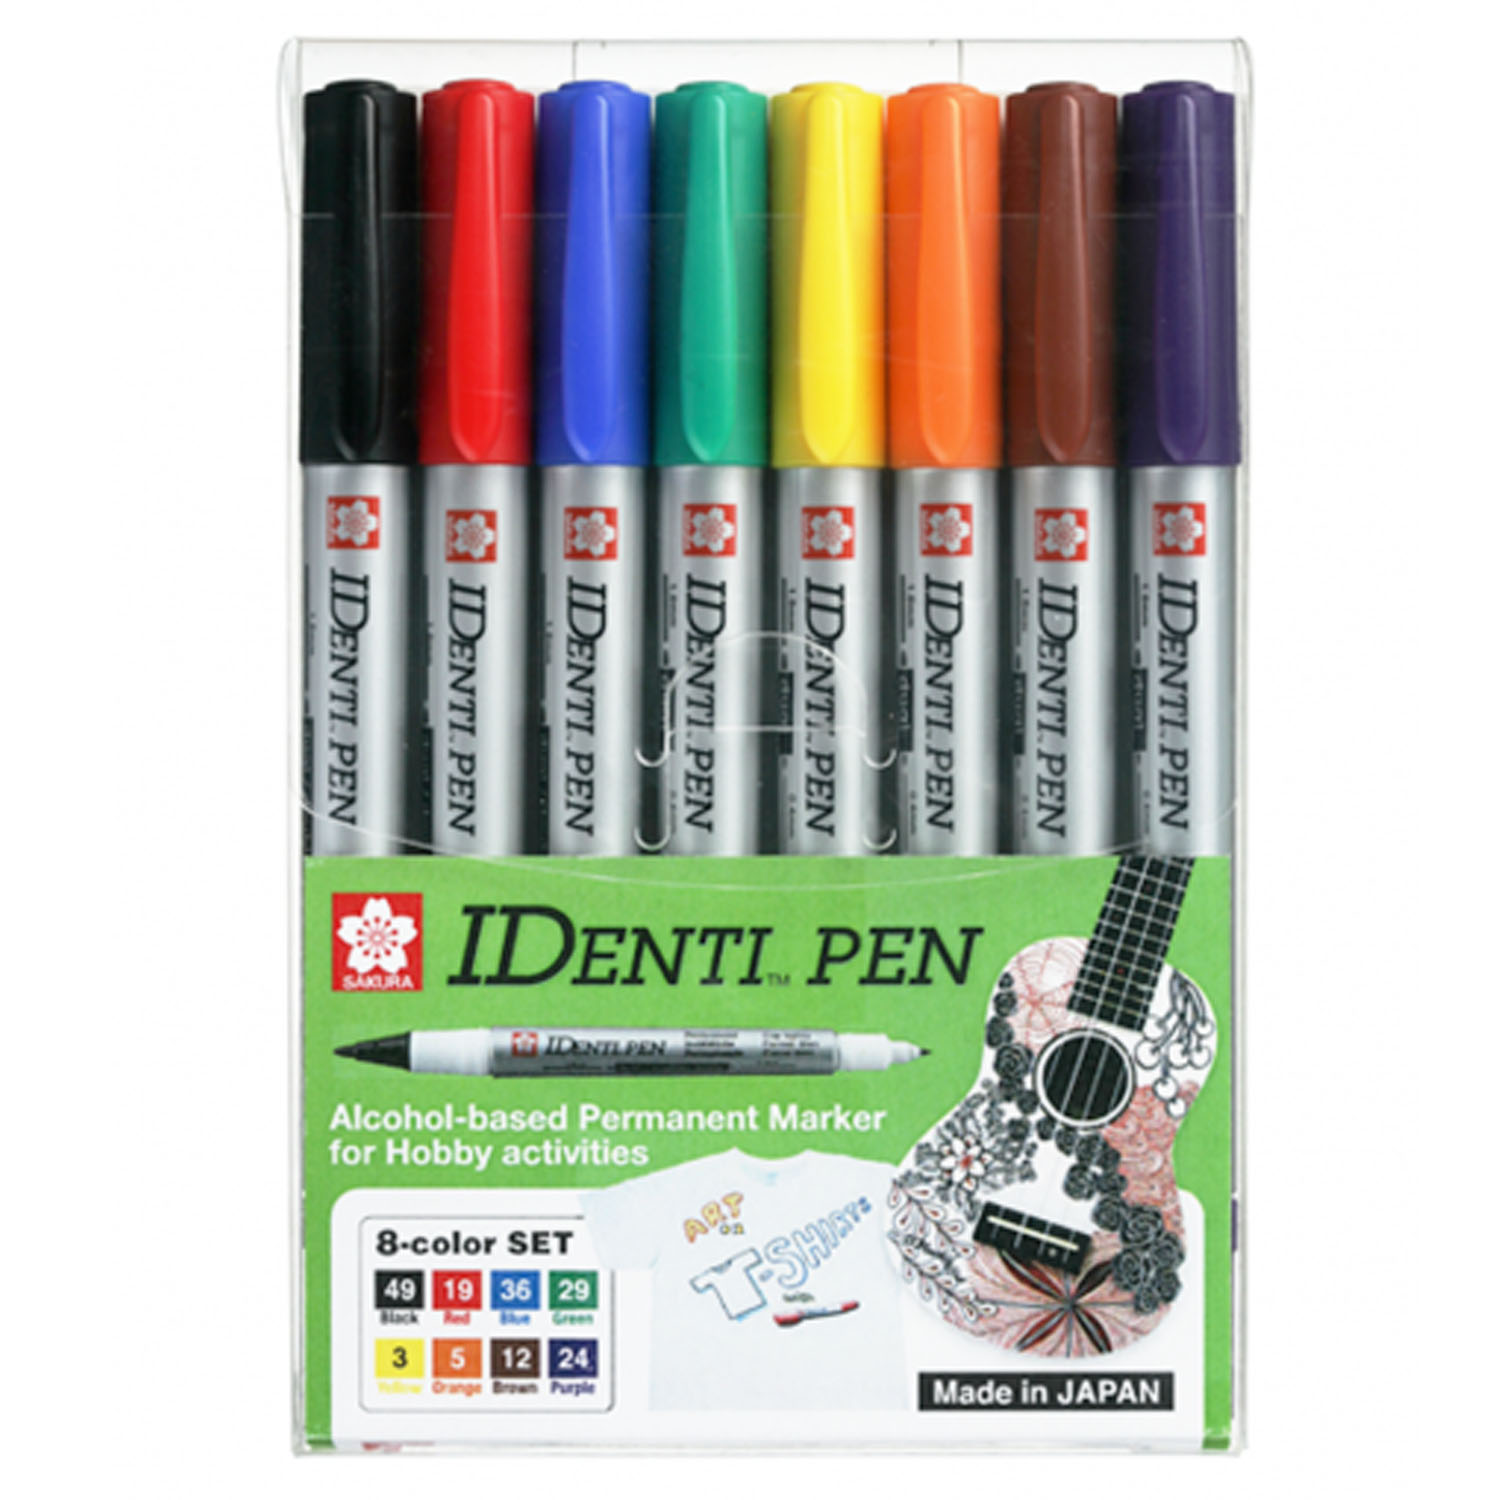 IDENTI PEN
IDENTI PEN
IDENTI PEN
IDENTI PEN
IDENTI PEN
IDENTI PEN
IDENTI PEN
IDENTI PEN
SAKURA
IDENTI™ PEN
IDENTI PEN
Alcohol-based Permanent Marker
for Hobby activities
8-color SET
49 19 36 29
Black Red Blue Green
3 5 12 24
Yellow Orange Brown Purple
ART
on
T-SHIRTS
with
Made in JAPAN